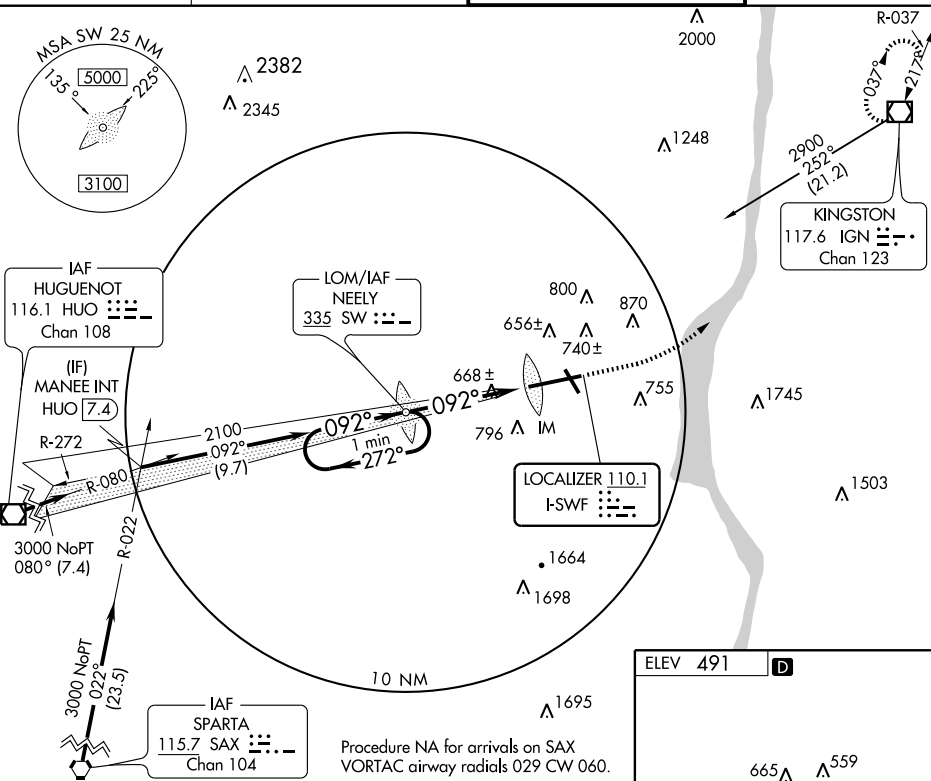 MSA SW 25 NM
135°
5000
225°
3100
2382
2345
2000
1248
R-037
037°
217°
2900
252°
(21.2)
KINGSTON
117.6 IGN
Chan 123
IAF
HUGUENOT
116.1 HUO
Chan 108
LOM/IAF
NEELY
335 SW
800
870
656±
740±
(IF)
MANEE INT
HUO 7.4
668±
755
1745
R-272
2100
092°
092°
796
IM
092°
(9.7)
1 min
272°
R-080
LOCALIZER 110.1
I-SWF
1503
3000 NoPT
080° (7.4)
R-022
1664
1698
3000 NoPT
022°
(23.5)
10 NM
ELEV 491
D
IAF
SPARTA
115.7 SAX
Chan 104
1695
Procedure NA for arrivals on SAX
VORTAC airway radials 029 CW 060.
665
559